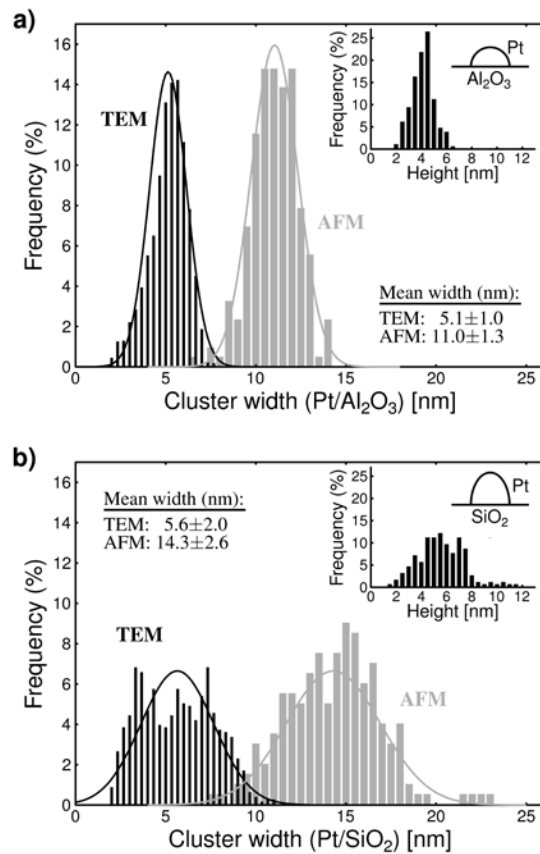 a)
16
14
12
10
8
6
4
2
0
Frequency (%)
TEM
AFM
25
20
15
10
5
0
Frequency (%)
Pt
Al₂O₃
0 2 4 6 8 10 12
Height [nm]
Mean width (nm):
TEM: 5.1±1.0
AFM: 11.0±1.3
0 5 10 15 20 25
Cluster width (Pt/Al₂O₃) [nm]
b)
16
14
12
10
8
6
4
2
0
Frequency (%)
Mean width (nm):
TEM: 5.6±2.0
AFM: 14.3±2.6
TEM
AFM
25
20
15
10
5
0
Frequency (%)
Pt
SiO₂
0 2 4 6 8 10 12
Height [nm]
0 5 10 15 20 25
Cluster width (Pt/SiO₂) [nm]